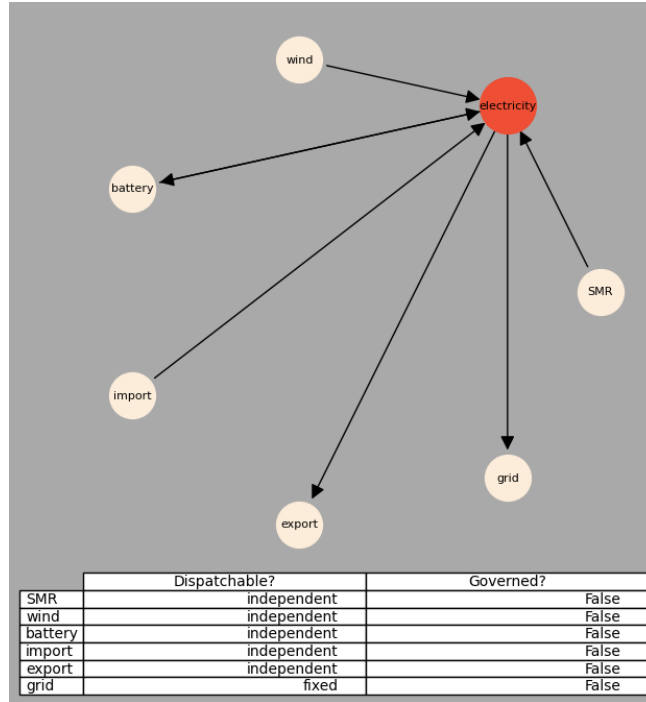 wind
electricity
battery
SMR
import
grid
export
Dispatchable? Governed?
SMR independent False
wind independent False
battery independent False
import independent False
export independent False
grid fixed False